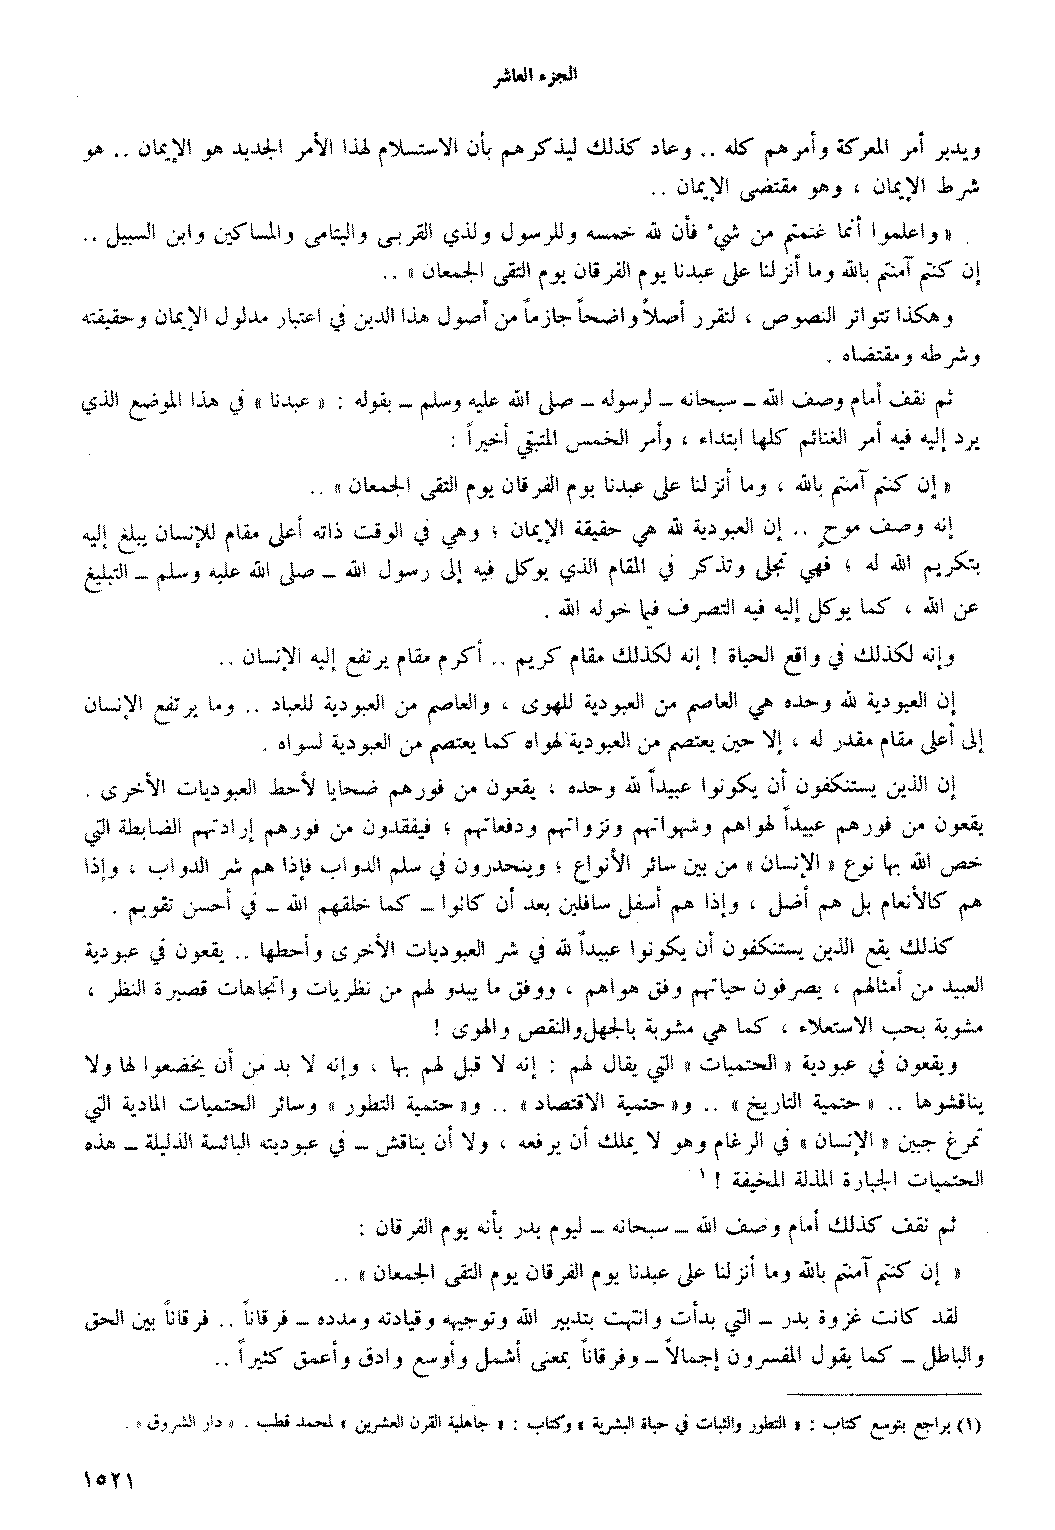 الجزء العاشر
ويدبر أمر المعركة وأمرهم كله .. وعاد كذلك ليذكرهم بأن الاستسلام لهذا الأمر الجديد هو الإيمان .. هو
شرط الإيمان ، وهو مقتضى الإيمان ..
« واعلموا أنما غنمتم من شيء فأن لله خمسه وللرسول ولذي القربى واليتامى والمساكين وابن السبيل ..
إن كنتم آمنتم بالله وما أنزلنا على عبدنا يوم الفرقان يوم التقى الجمعان » ..
وهكذا تتواتر النصوص ، لتقرر أصلاً واضحاً جازماً من أصول هذا الدين في اعتبار مدلول الإيمان وحقيقته
وشرطه ومقتضاه .
ثم نقف أمام وصف الله ــ سبحانه ــ لرسوله ــ صلى الله عليه وسلم ــ بقوله : « عبدنا » في هذا الموضع الذي
يرد إليه فيه أمر الغنائم كلها ابتداء ، وأمر الخمس المتبقي أخيراً :
« إن كنتم آمنتم بالله ، وما أنزلنا على عبدنا يوم الفرقان يوم التقى الجمعان » ..
إنه وصف موحٍ .. إن العبودية لله هي حقيقة الإيمان ؛ وهي في الوقت ذاته أعلى مقام للإنسان يبلغ إليه
بتكريم الله له ؛ فهي تجلى وتذكر في المقام الذي يوكل فيه إلى رسول الله ــ صلى الله عليه وسلم ــ التبليغ
عن الله ، كما يوكل إليه فيه التصرف فيما خوله الله .
وإنه لكذلك في واقع الحياة ! إنه لكذلك مقام كريم .. أكرم مقام يرتفع إليه الإنسان ..
إن العبودية لله وحده هي العاصم من العبودية للهوى ، والعاصم من العبودية للعباد .. وما يرتفع الإنسان
إلى أعلى مقام مقدر له ، إلا حين يعتصم من العبودية لهواه كما يعتصم من العبودية لسواه .
إن الذين يستنكفون أن يكونوا عبيداً لله وحده ، يقعون من فورهم ضحايا لأحط العبوديات الأخرى .
يقعون من فورهم عبيداً لهواهم وشهواتهم ونزواتهم ودفعاتهم ؛ فيفقدون من فورهم إرادتهم الضابطة التي
خص الله بها نوع « الإنسان » من بين سائر الأنواع ؛ وينحدرون في سلم الدواب فإذا هم شر الدواب ، وإذا
هم كالأنعام بل هم أضل ، وإذا هم أسفل سافلين بعد أن كانوا ــ كما خلقهم الله ــ في أحسن تقويم .
كذلك يقع الذين يستنكفون أن يكونوا عبيداً لله في شر العبوديات الأخرى وأحطها .. يقعون في عبودية
العبيد من أمثالهم ، يصرفون حياتهم وفق هواهم ، ووفق ما يبدو لهم من نظريات واتجاهات قصيرة النظر ،
مشوبة بحب الاستعلاء ، كما هي مشوبة بالجهل والنقص والهوى !
ويقعون في عبودية « الحتميات » التي يقال لهم : إنه لا قبل لهم بها ، وإنه لا بد من أن يخضعوا لها ولا
يناقشوها .. « حتمية التاريخ » .. و« حتمية الاقتصاد » .. و« حتمية التطور » وسائر الحتميات المادية التي
تمرغ جبين « الإنسان » في الرغام وهو لا يملك أن يرفعه ، ولا أن يناقش ــ في عبوديته البائسة الذليلة ــ هذه
الحتميات الجبارة المذلة المخيفة ! ١
ثم نقف كذلك أمام وصف الله ــ سبحانه ــ ليوم بدر بأنه يوم الفرقان :
« إن كنتم آمنتم بالله وما أنزلنا على عبدنا يوم الفرقان يوم التقى الجمعان » ..
لقد كانت غزوة بدر ــ التي بدأت وانتهت بتدبير الله وتوجيهه وقيادته ومدده ــ فرقاناً .. فرقاناً بين الحق
والباطل ــ كما يقول المفسرون إجمالاً ــ وفرقاناً بمعنى أشمل وأوسع وادق وأعمق كثيراً ..
(١) يراجع بتوسع كتاب : « التطور والثبات في حياة البشرية » وكتاب : « جاهلية القرن العشرين » لمحمد قطب . « دار الشروق » .
١٥٢١